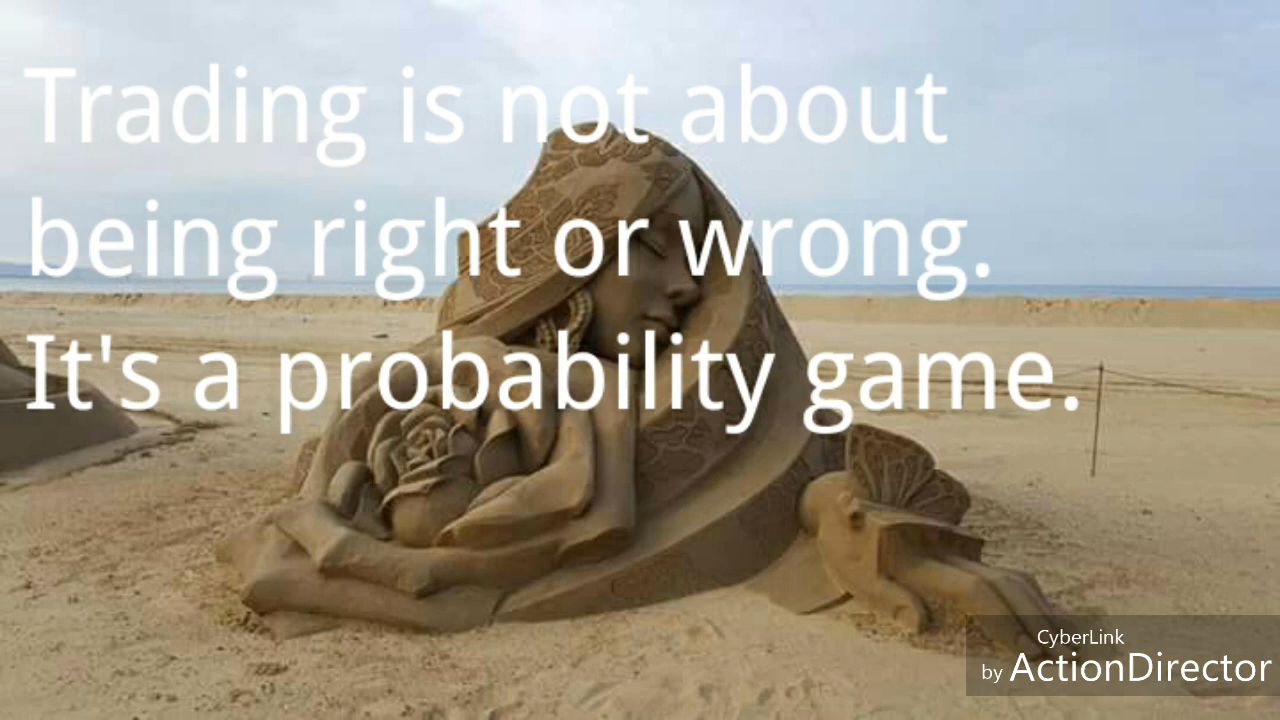 Trading is not about
being right or wrong.
It's a probability game.
CyberLink
by ActionDirector